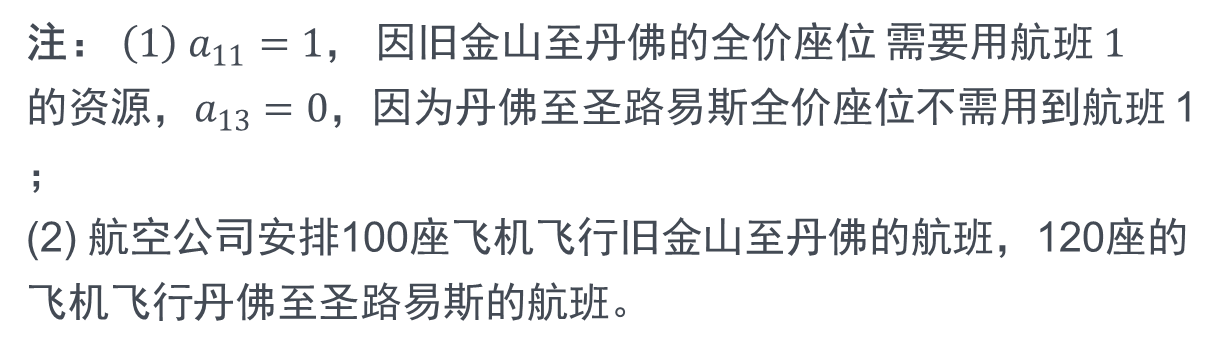 注： (1) a₁₁ = 1， 因旧金山至丹佛的全价座位 需要用航班 1
的资源，a₁₃ = 0，因为丹佛至圣路易斯全价座位不需用到航班 1
；
(2) 航空公司安排100座飞机飞行旧金山至丹佛的航班，120座的
飞机飞行丹佛至圣路易斯的航班。